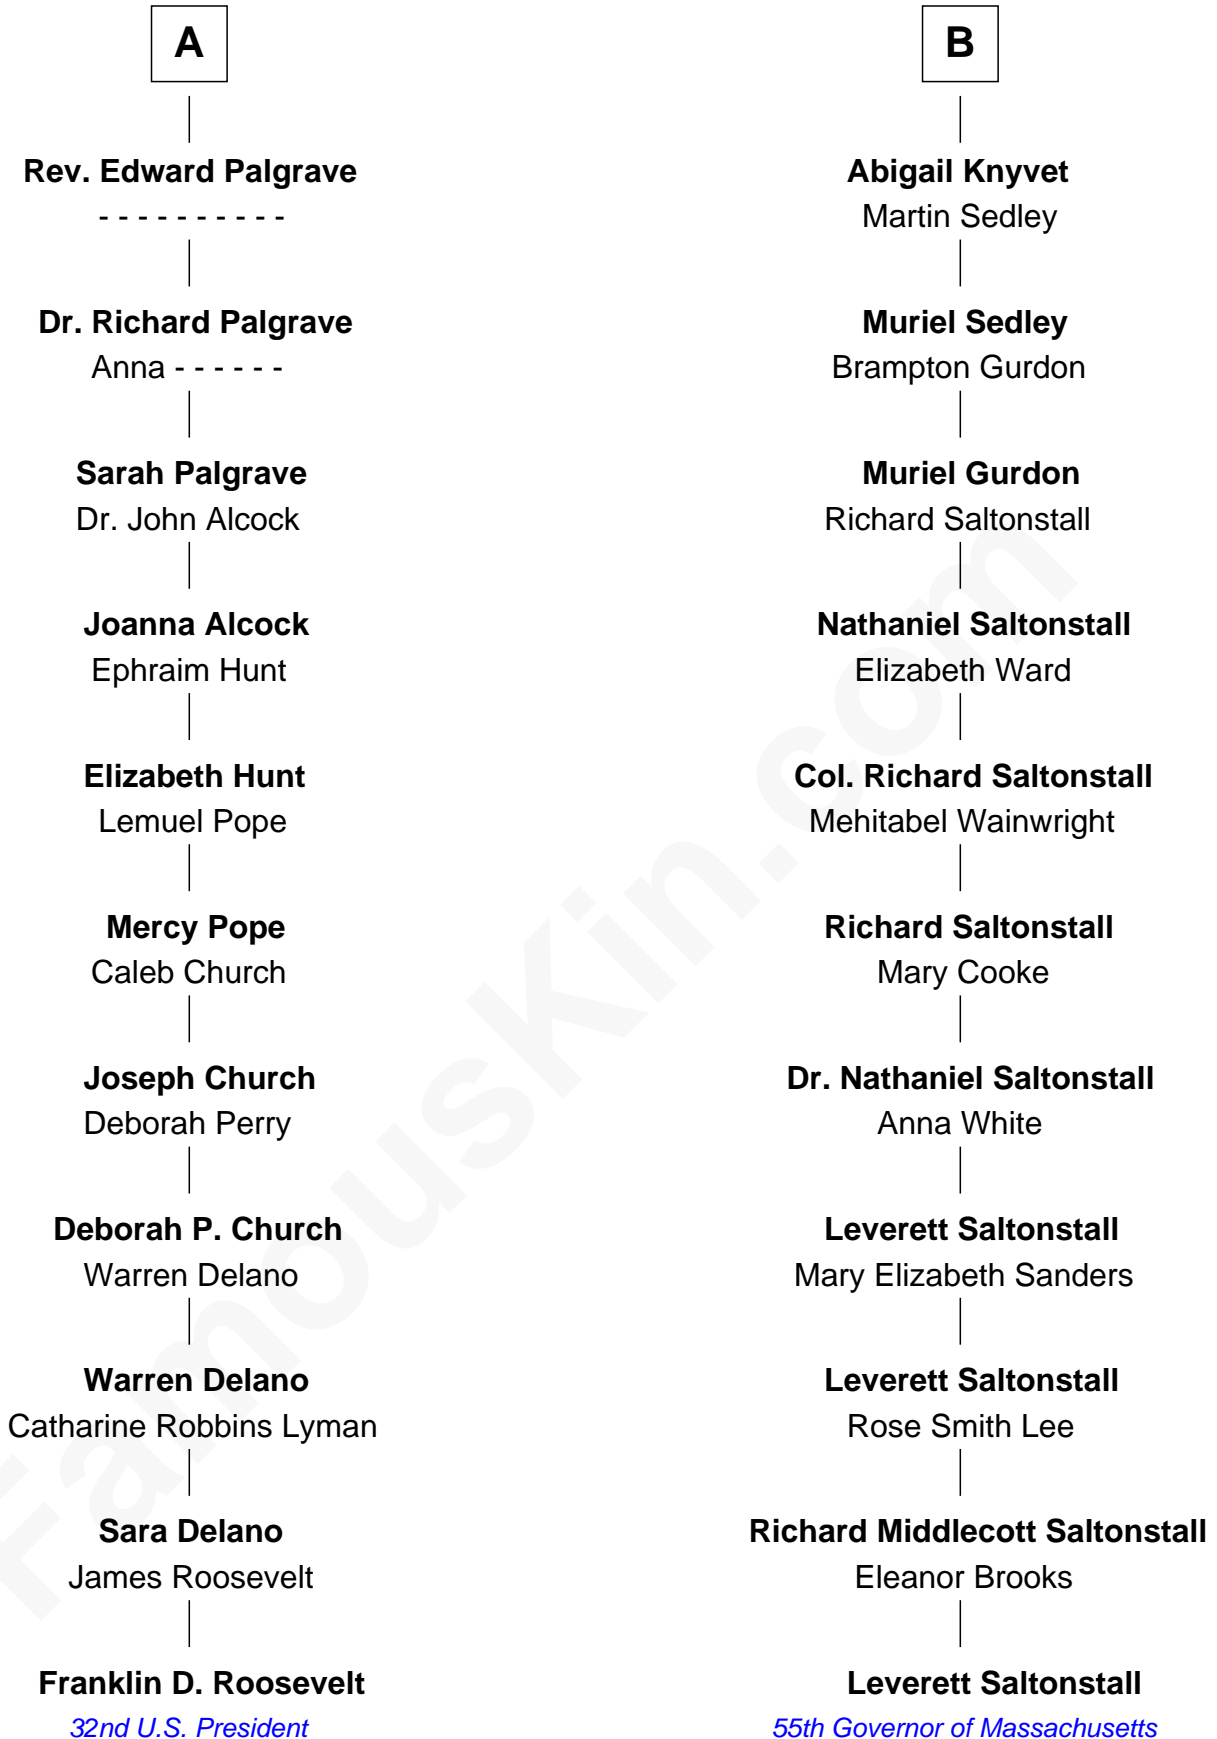 A
Rev. Edward Palgrave
- - - - - - - - - -
Dr. Richard Palgrave
Anna - - - - - -
Sarah Palgrave
Dr. John Alcock
Joanna Alcock
Ephraim Hunt
Elizabeth Hunt
Lemuel Pope
Mercy Pope
Caleb Church
Joseph Church
Deborah Perry
Deborah P. Church
Warren Delano
Warren Delano
Catharine Robbins Lyman
Sara Delano
James Roosevelt
Franklin D. Roosevelt
32nd U.S. President
B
Abigail Knyvet
Martin Sedley
Muriel Sedley
Brampton Gurdon
Muriel Gurdon
Richard Saltonstall
Nathaniel Saltonstall
Elizabeth Ward
Col. Richard Saltonstall
Mehitabel Wainwright
Richard Saltonstall
Mary Cooke
Dr. Nathaniel Saltonstall
Anna White
Leverett Saltonstall
Mary Elizabeth Sanders
Leverett Saltonstall
Rose Smith Lee
Richard Middlecott Saltonstall
Eleanor Brooks
Leverett Saltonstall
55th Governor of Massachusetts
FamousKin.com